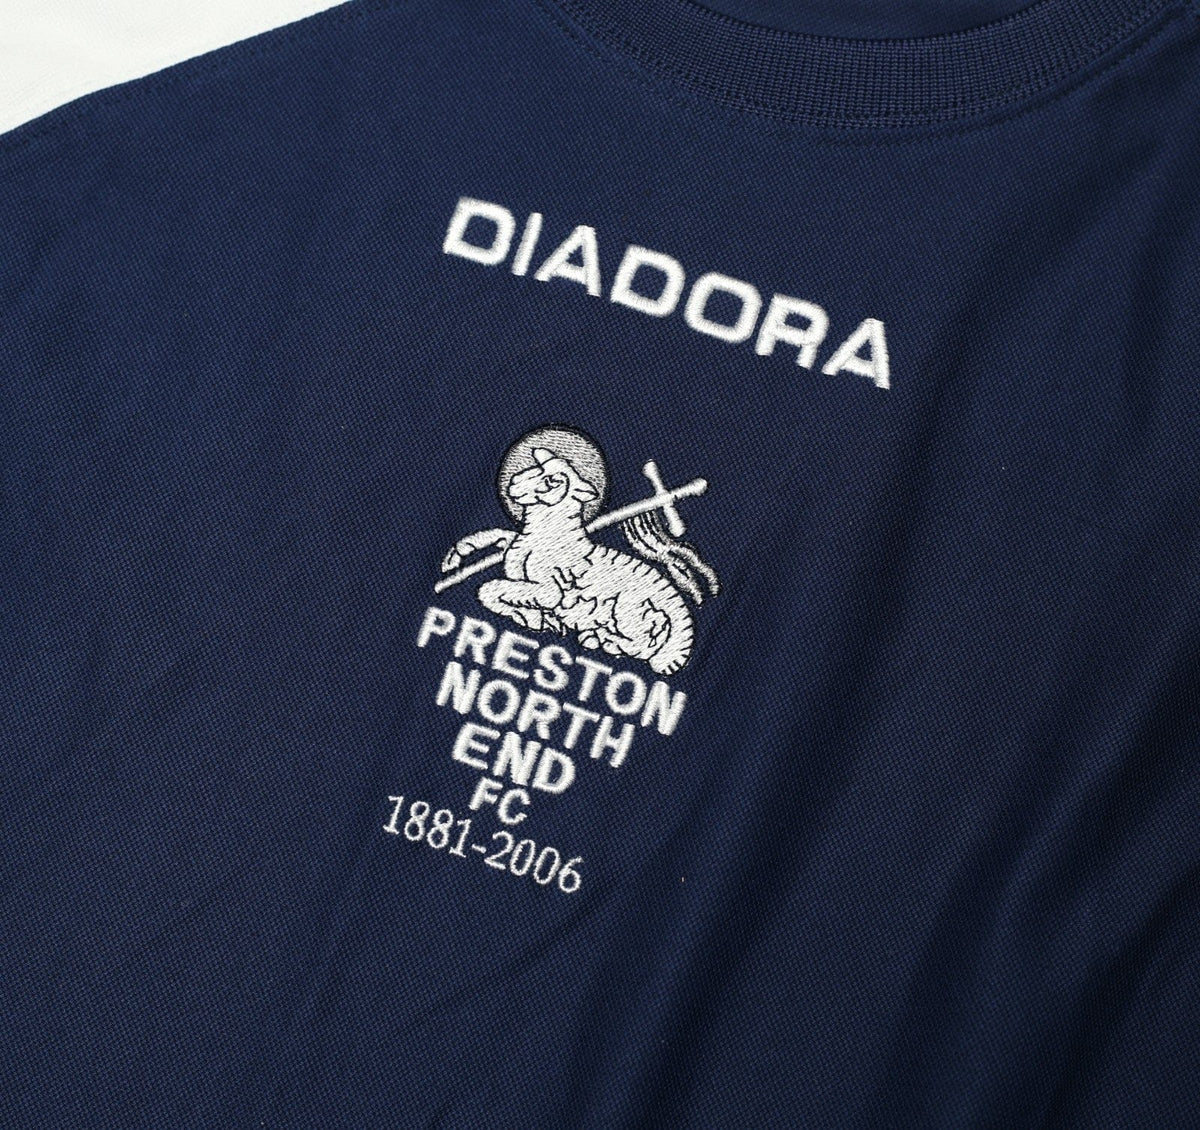 DIADORA
PRESTON
NORTH
END
FC
1881-2006